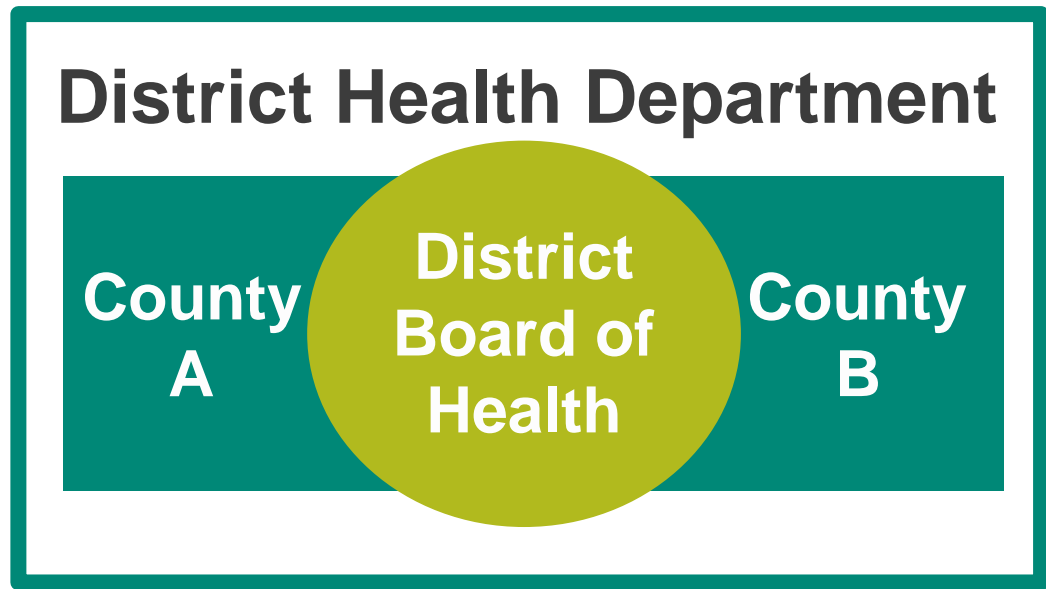 District Health Department
County
A
District
Board of
Health
County
B